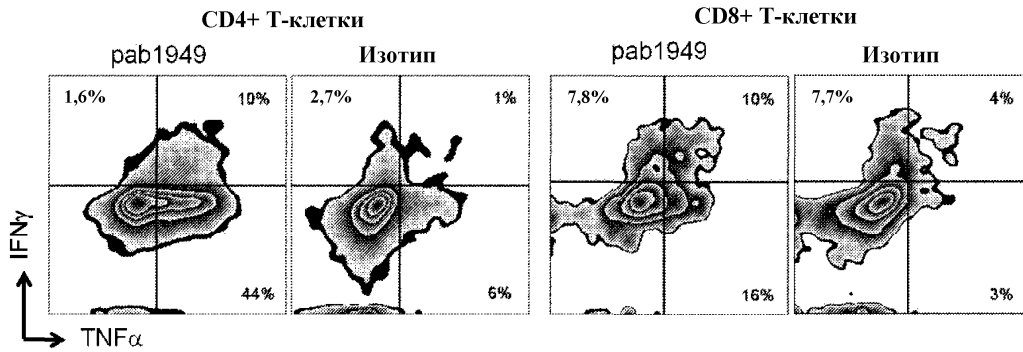 CD4+ Т-клетки
CD8+ Т-клетки
pab1949
Изотип
pab1949
Изотип
1,6%
10%
2,7%
1%
7,8%
10%
7,7%
4%
44%
6%
16%
3%
IFNγ
TNFα